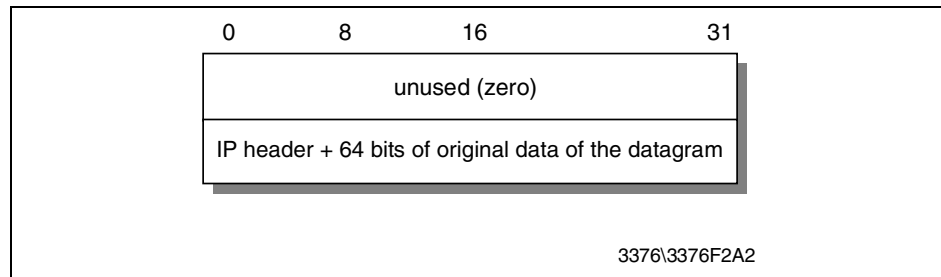 0 8 16 31
unused (zero)
IP header + 64 bits of original data of the datagram
3376\3376F2A2